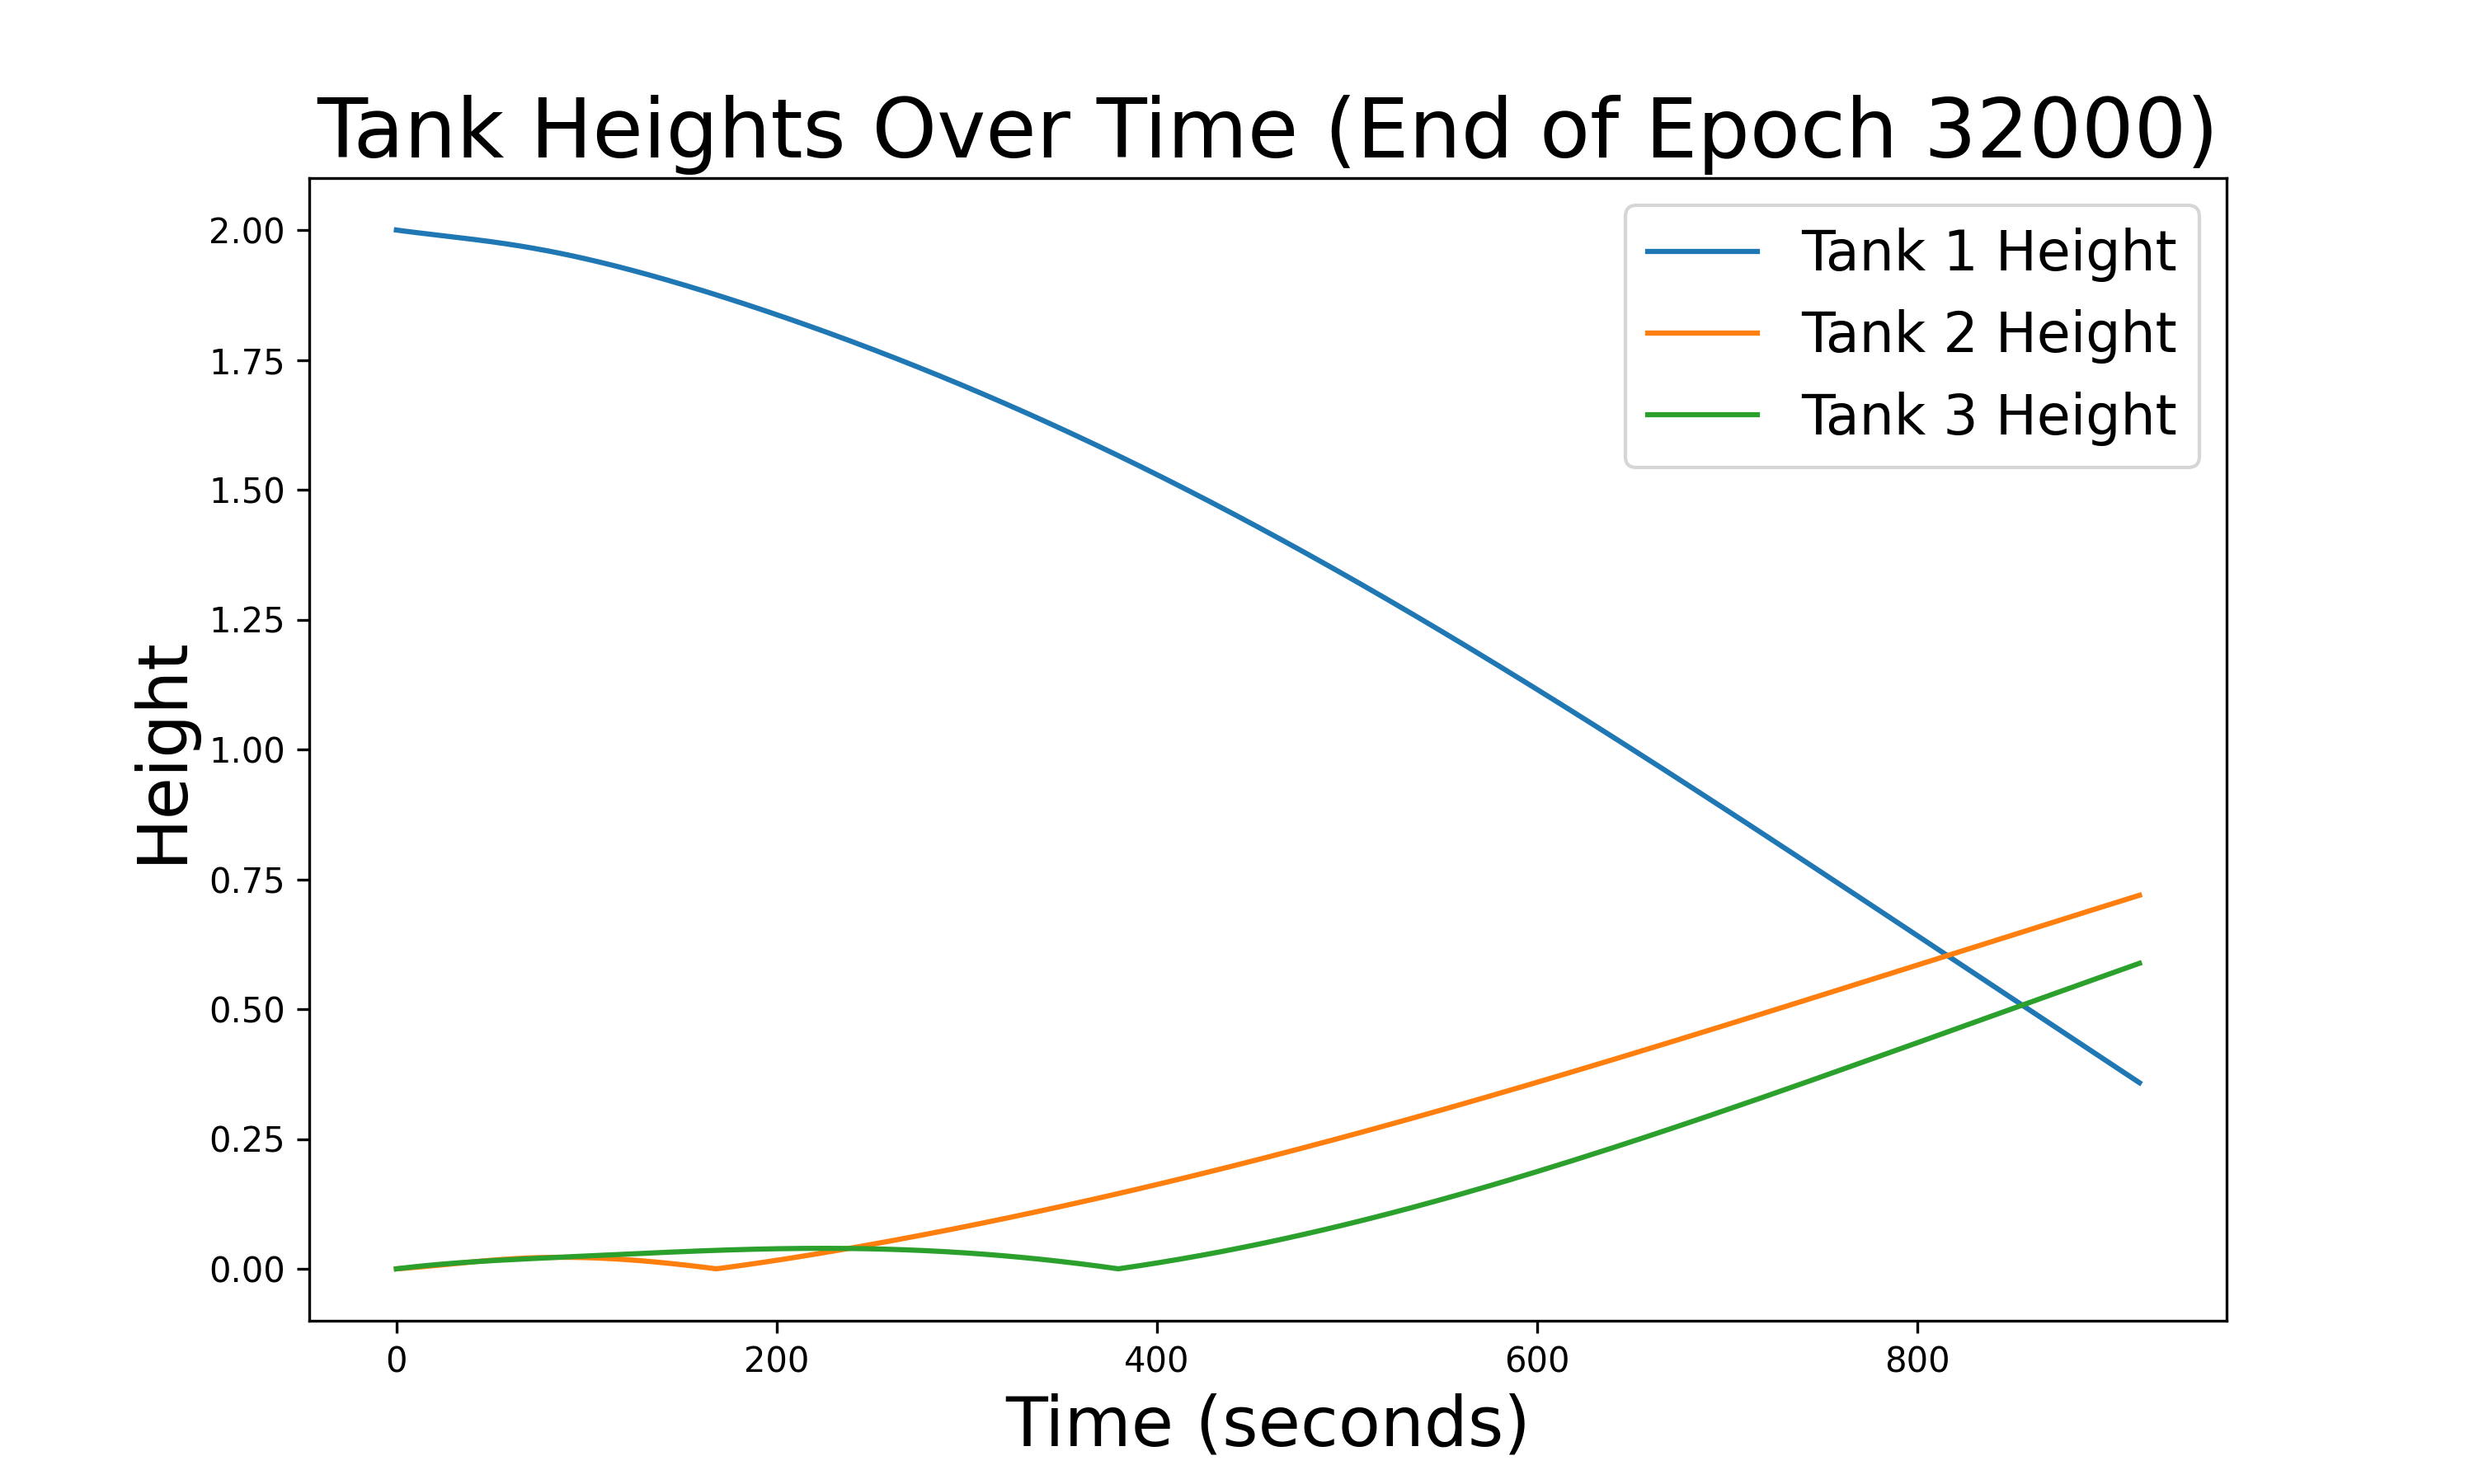 Tank Heights Over Time (End of Epoch 32000)
Tank 1 Height
Tank 2 Height
Tank 3 Height
Height
2.00
1.75
1.50
1.25
1.00
0.75
0.50
0.25
0.00
0 200 400 600 800
Time (seconds)